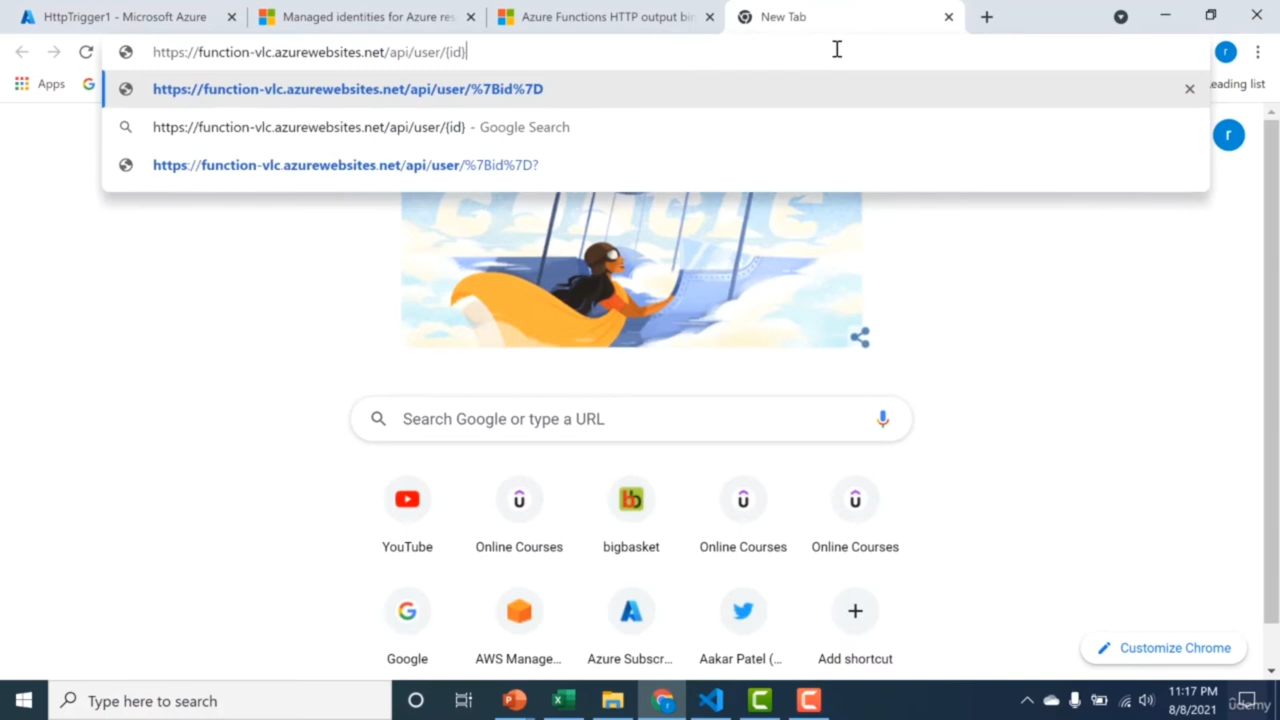 HttpTrigger1 - Microsoft Azure
Managed identities for Azure res
Azure Functions HTTP output bin
New Tab
https://function-vlc.azurewebsites.net/api/user/{id}
r
Apps
eading list
https://function-vlc.azurewebsites.net/api/user/%7Bid%7D
https://function-vlc.azurewebsites.net/api/user/{id} - Google Search
https://function-vlc.azurewebsites.net/api/user/%7Bid%7D?
r
Search Google or type a URL
YouTube
Online Courses
bb
bigbasket
Online Courses
Online Courses
Google
AWS Manage...
Azure Subscr...
Aakar Patel (...
Add shortcut
Customize Chrome
Type here to search
11:17 PM
8/8/2021
udemy